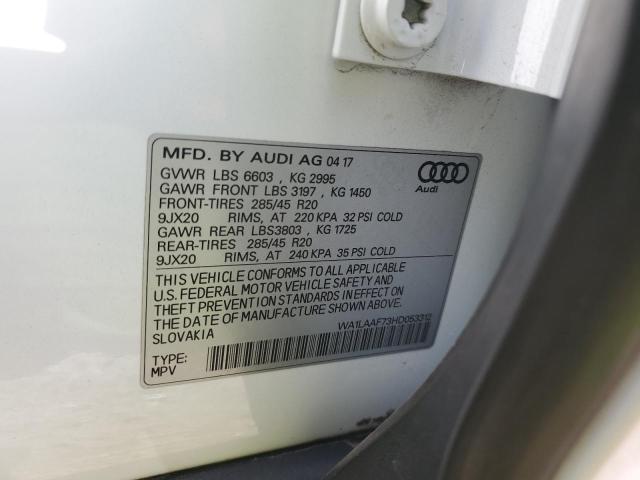 MFD. BY AUDI AG 04 17
GVWR LBS 6603 , KG 2995
GAWR FRONT LBS 3197 , KG 1450
FRONT-TIRES 285/45 R20
9JX20 RIMS, AT 220 KPA 32 PSI COLD
GAWR REAR LBS3803 , KG 1725
REAR-TIRES 285/45 R20
9JX20 RIMS, AT 240 KPA 35 PSI COLD
Audi
THIS VEHICLE CONFORMS TO ALL APPLICABLE
U.S. FEDERAL MOTOR VEHICLE SAFETY AND
THEFT PREVENTION STANDARDS IN EFFECT ON
THE DATE OF MANUFACTURE SHOWN ABOVE.
SLOVAKIA
WA1LAAF73HD053312
TYPE:
MPV